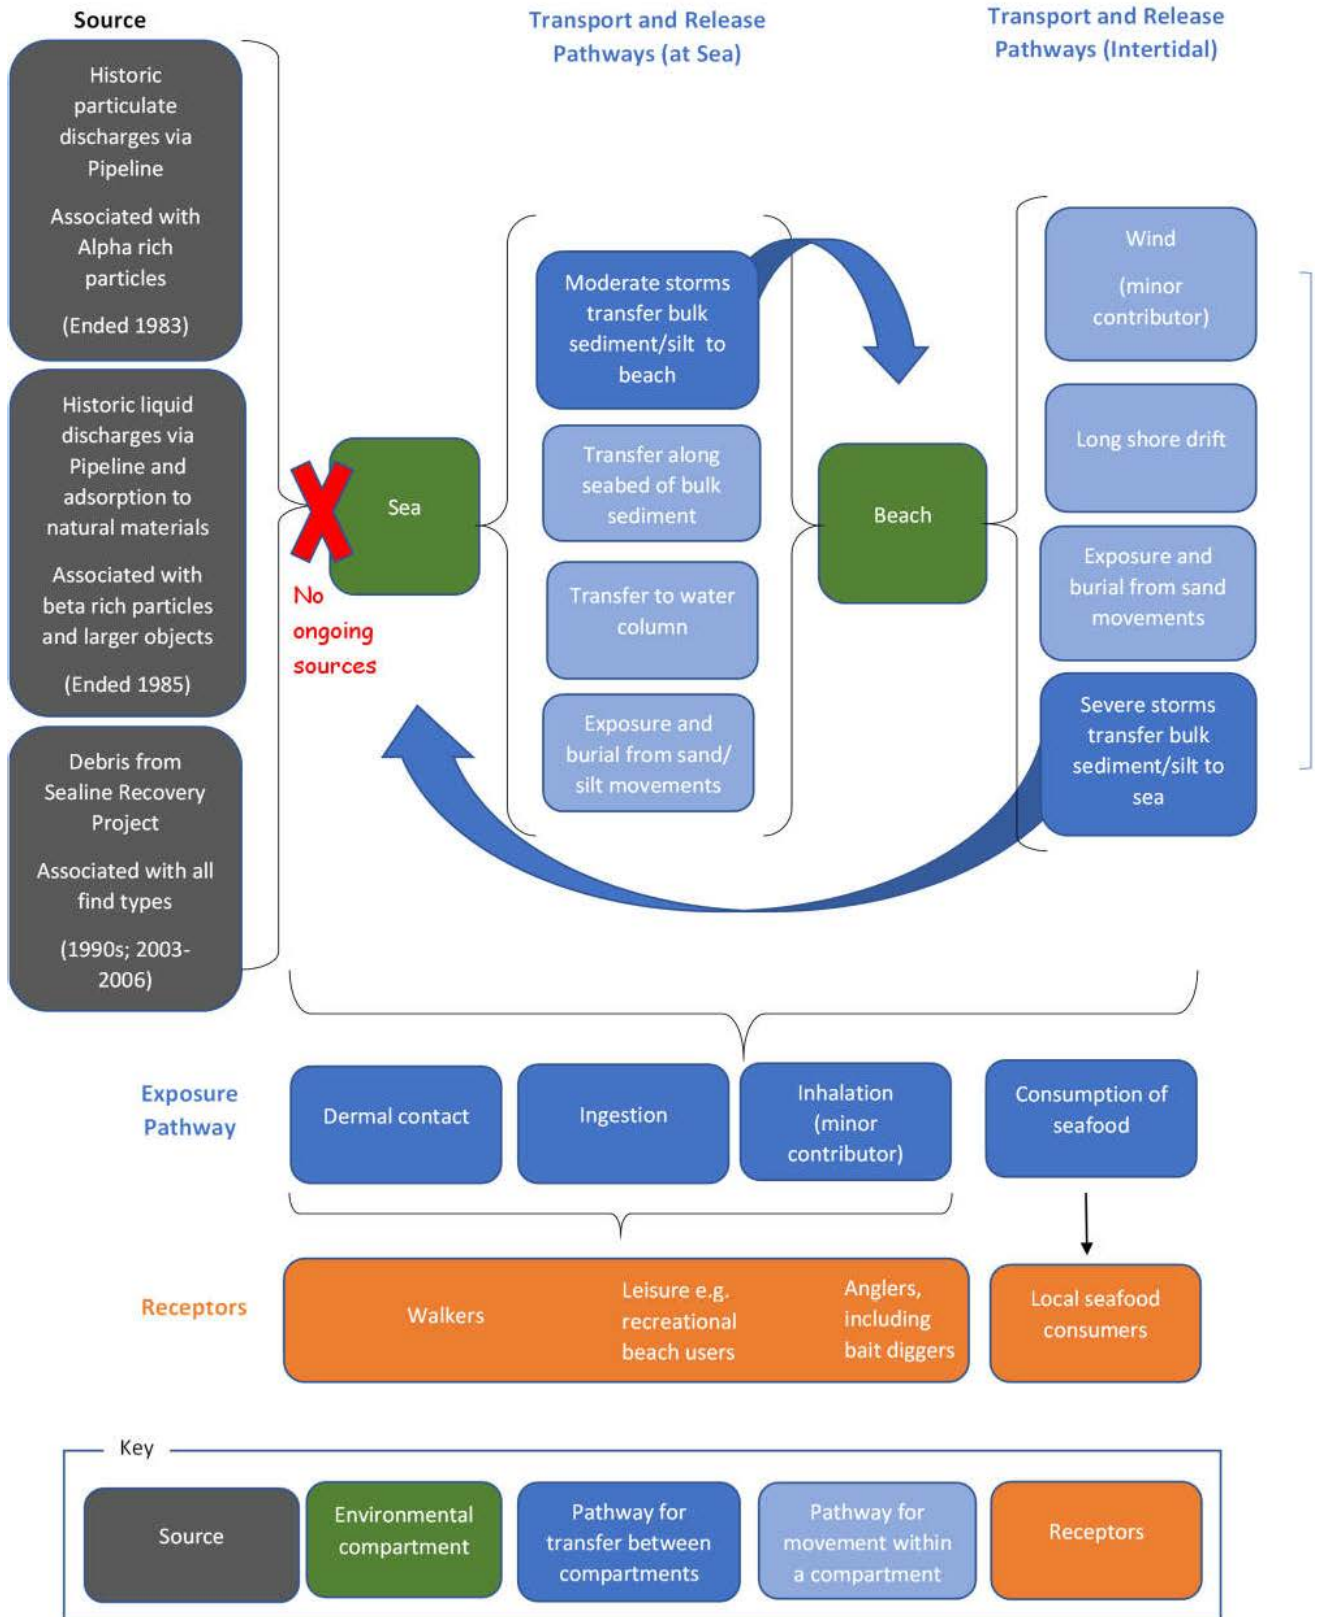 Source
Historic
particulate
discharges via
Pipeline
Associated with
Alpha rich
particles
(Ended 1983)
Historic liquid
discharges via
Pipeline and
adsorption to
natural materials
Associated with
beta rich particles
and larger objects
(Ended 1985)
Debris from
Sealine Recovery
Project
Associated with all
find types
(1990s; 2003-
2006)
No
ongoing
sources
Sea
Transport and Release
Pathways (at Sea)
Moderate storms
transfer bulk
sediment/silt to
beach
Transfer along
seabed of bulk
sediment
Transfer to water
column
Exposure and
burial from sand/
silt movements
Beach
Transport and Release
Pathways (Intertidal)
Wind
(minor
contributor)
Long shore drift
Exposure and
burial from sand
movements
Severe storms
transfer bulk
sediment/silt to
sea
Exposure
Pathway
Dermal contact
Ingestion
Inhalation
(minor
contributor)
Consumption of
seafood
Receptors
Walkers
Leisure e.g.
recreational
beach users
Anglers,
including
bait diggers
Local seafood
consumers
Key
Source
Environmental
compartment
Pathway for
transfer between
compartments
Pathway for
movement within
a compartment
Receptors